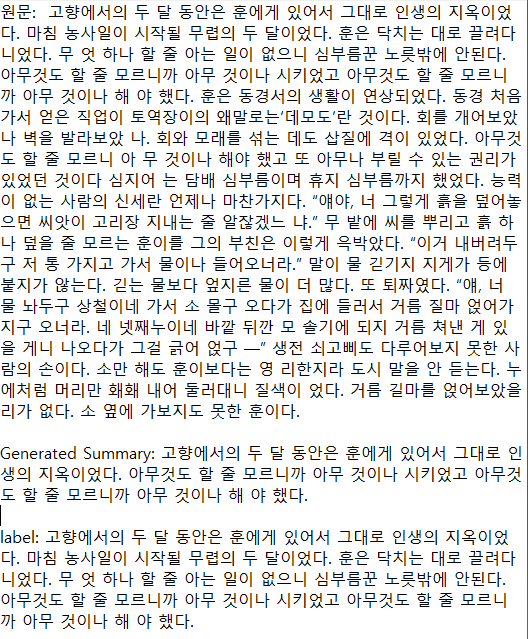 원문:  고향에서의 두 달 동안은 훈에게 있어서 그대로 인생의 지옥이었
다. 마침 농사일이 시작될 무렵의 두 달이었다. 훈은 닥치는 대로 끌려다
니었다. 무 엇 하나 할 줄 아는 일이 없으니 심부름꾼 노릇밖에 안된다.
아무것도 할 줄 모르니까 아무 것이나 시키었고 아무것도 할 줄 모르니
까 아무 것이나 해 야 했다. 훈은 동경서의 생활이 연상되었다. 동경 처음
가서 얻은 직업이 토역장이의 왜말로는‘데모도’란 것이다. 회를 개어보았
나 벽을 발라보았 나. 회와 모래를 섞는 데도 삽질에 격이 있었다. 아무것
도 할 줄 모르니 아 무 것이나 해야 했고 또 아무나 부릴 수 있는 권리가
있었던 것이다 심지어 는 담배 심부름이며 휴지 심부름까지 했었다. 능력
이 없는 사람의 신세란 언제나 마찬가지다. “얘야, 너 그렇게 흙을 덮어놓
으면 씨앗이 고리장 지내는 줄 알잖겠느 냐.” 무 밭에 씨를 뿌리고 흙 하
나 덮을 줄 모르는 훈이를 그의 부친은 이렇게 윽박았다. “이거 내버려두
구 저 통 가지고 가서 물이나 들어오너라.” 말이 물 긷기지 지게가 등에
붙지가 않는다. 긷는 물보다 엎지른 물이 더 많다. 또 퇴짜였다. “얘, 너
물 놔두구 상철이네 가서 소 몰구 오다가 집에 들러서 거름 질마 얹어가
지구 오너라. 네 넷째누이네 바깥 뒤깐 모 솔기에 되지 거름 쳐낸 게 있
을 게니 나오다가 그걸 긁어 얹구 —” 생전 쇠고삐도 다루어보지 못한 사
람의 손이다. 소만 해도 훈이보다는 영 리한지라 도시 말을 안 듣는다. 누
에처럼 머리만 홰홰 내어 둘러대니 질색이 었다. 거름 길마를 얹어보았을
리가 없다. 소 옆에 가보지도 못한 훈이다.

Generated Summary: 고향에서의 두 달 동안은 훈에게 있어서 그대로 인
생의 지옥이었다. 아무것도 할 줄 모르니까 아무 것이나 시키었고 아무것
도 할 줄 모르니까 아무 것이나 해 야 했다.

label: 고향에서의 두 달 동안은 훈에게 있어서 그대로 인생의 지옥이었
다. 마침 농사일이 시작될 무렵의 두 달이었다. 훈은 닥치는 대로 끌려다
니었다. 무 엇 하나 할 줄 아는 일이 없으니 심부름꾼 노릇밖에 안된다.
아무것도 할 줄 모르니까 아무 것이나 시키었고 아무것도 할 줄 모르니
까 아무 것이나 해 야 했다.